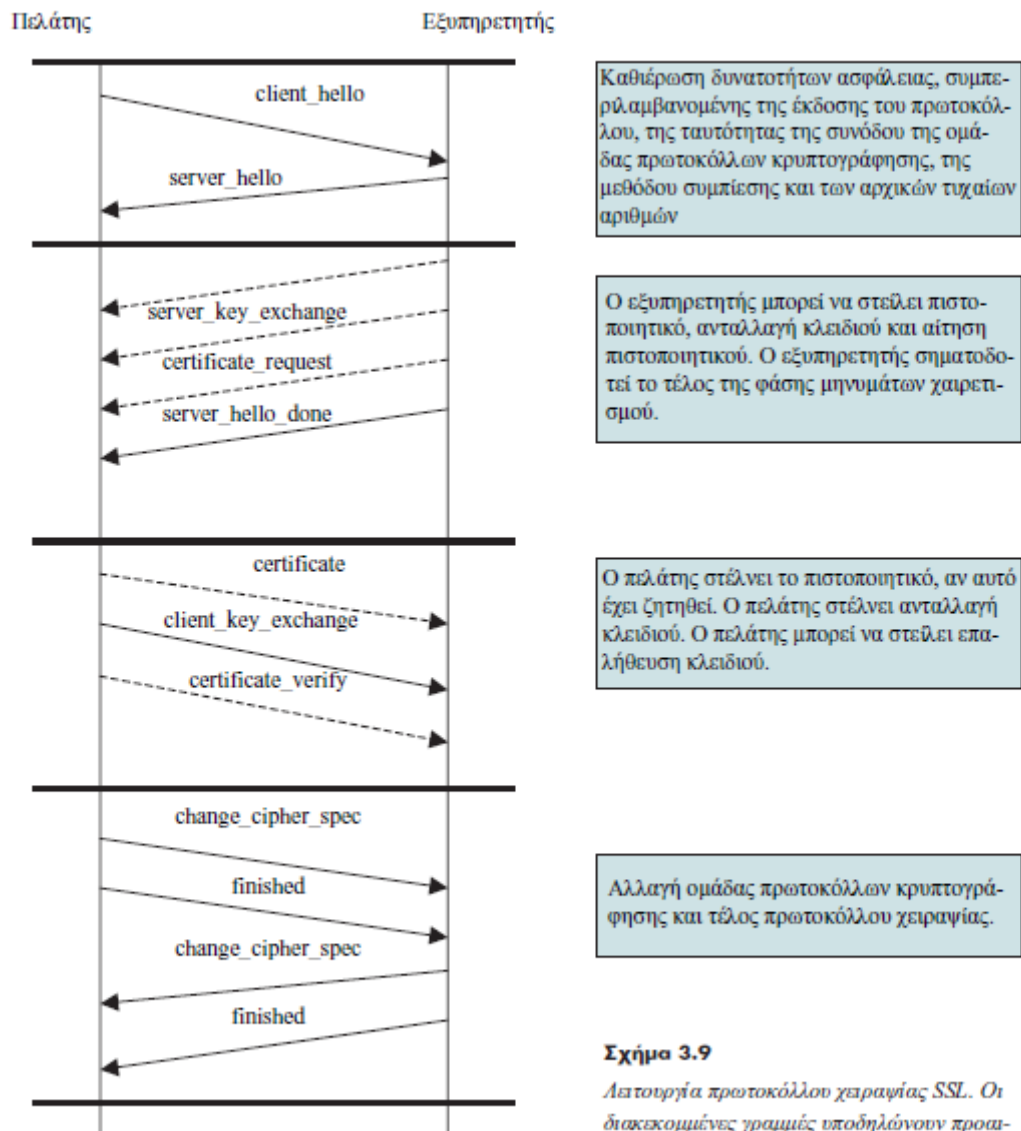 Πελάτης
Εξυπηρετητής
client_hello
server_hello
Καθιέρωση δυνατοτήτων ασφάλειας, συμπε-
ριλαμβανομένης της έκδοσης του πρωτοκόλ-
λου, της ταυτότητας της συνόδου της ομά-
δας πρωτοκόλλων κρυπτογράφησης, της
μεθόδου συμπίεσης και των αρχικών τυχαίων
αριθμών
server_key_exchange
certificate_request
server_hello_done
Ο εξυπηρετητής μπορεί να στείλει πιστο-
ποιητικό, ανταλλαγή κλειδιού και αίτηση
πιστοποιητικού. Ο εξυπηρετητής σηματοδο-
τεί το τέλος της φάσης μηνυμάτων χαιρετι-
σμού.
certificate
client_key_exchange
certificate_verify
Ο πελάτης στέλνει το πιστοποιητικό, αν αυτό
έχει ζητηθεί. Ο πελάτης στέλνει ανταλλαγή
κλειδιού. Ο πελάτης μπορεί να στείλει επα-
λήθευση κλειδιού.
change_cipher_spec
finished
change_cipher_spec
finished
Αλλαγή ομάδας πρωτοκόλλων κρυπτογρά-
φησης και τέλος πρωτοκόλλου χειραψίας.
Σχήμα 3.9
Λειτουργία πρωτοκόλλου χειραψίας SSL. Οι
διακεκομμένες γραμμές υποδηλώνουν προαι-